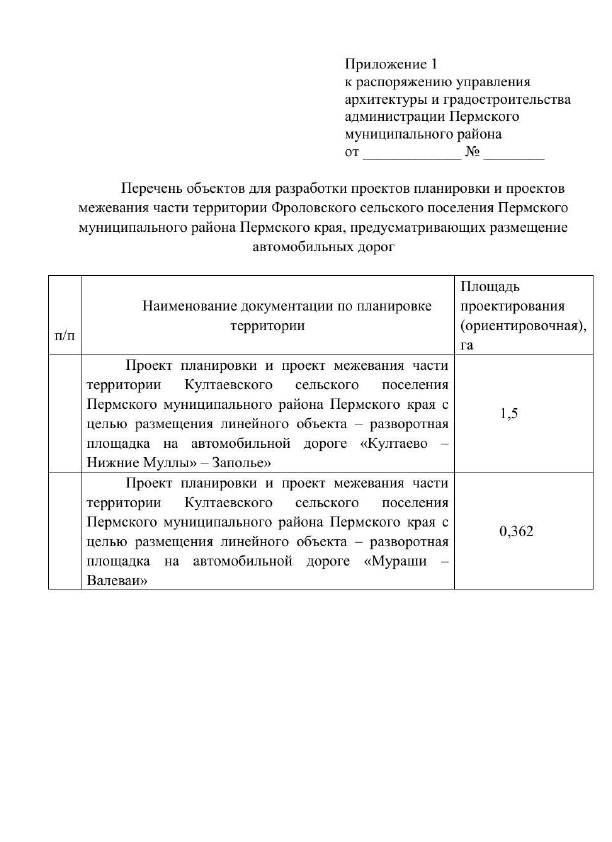 Приложение 1
к распоряжению управления
архитектуры и градостроительства
администрации Пермского
муниципального района
от _____________ № ________
Перечень объектов для разработки проектов планировки и проектов
межевания части территории Фроловского сельского поселения Пермского
муниципального района Пермского края, предусматривающих размещение
автомобильных дорог
п/п
Наименование документации по планировке
территории
Площадь
проектирования
(ориентировочная),
га
Проект планировки и проект межевания части
территории Култаевского сельского поселения
Пермского муниципального района Пермского края с
целью размещения линейного объекта – разворотная
площадка на автомобильной дороге «Култаево –
Нижние Муллы» – Заполье»
1,5
Проект планировки и проект межевания части
территории Култаевского сельского поселения
Пермского муниципального района Пермского края с
целью размещения линейного объекта – разворотная
площадка на автомобильной дороге «Мураши –
Валеваи»
0,362